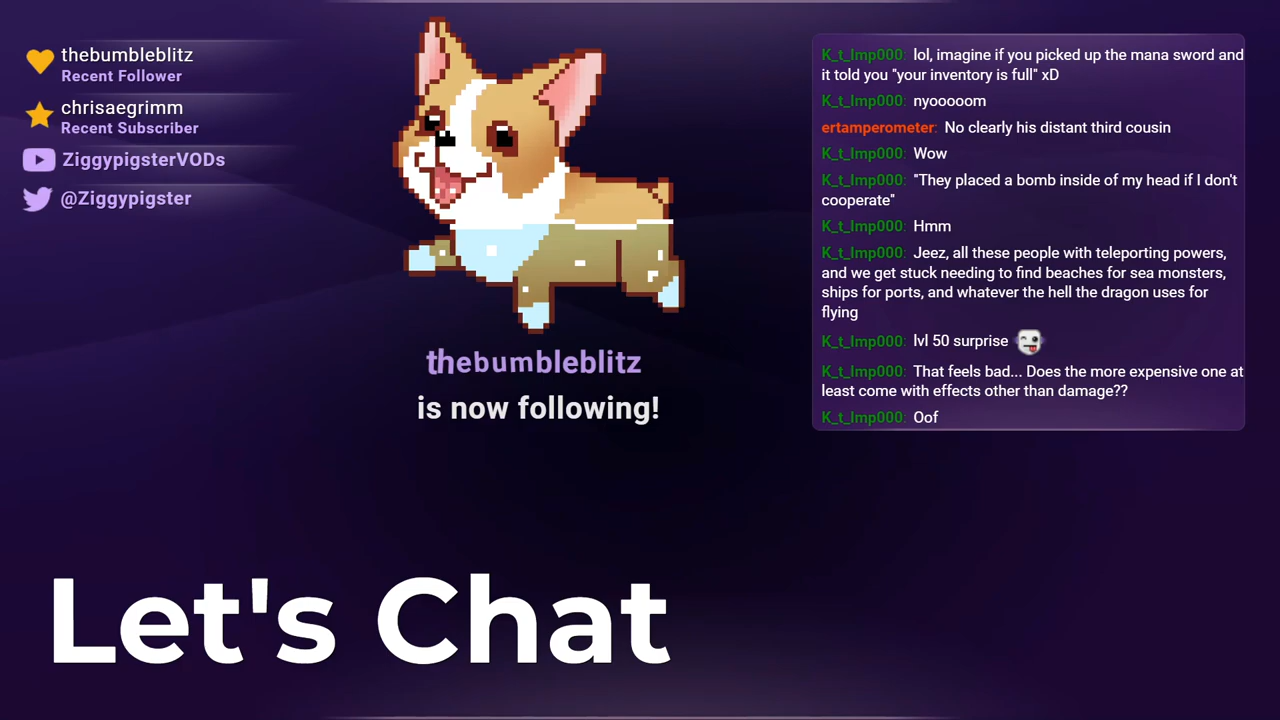 thebumbleblitz
Recent Follower
chrisaegrimm
Recent Subscriber
ZiggypigsterVODs
@Ziggypigster
thebumbleblitz
is now following!
K_t_Imp000: lol, imagine if you picked up the mana sword and
it told you "your inventory is full" xD
K_t_Imp000: nyooooom
ertamperometer: No clearly his distant third cousin
K_t_Imp000: Wow
K_t_Imp000: "They placed a bomb inside of my head if I don't
cooperate"
K_t_Imp000: Hmm
K_t_Imp000: Jeez, all these people with teleporting powers,
and we get stuck needing to find beaches for sea monsters,
ships for ports, and whatever the hell the dragon uses for
flying
K_t_Imp000: lvl 50 surprise
K_t_Imp000: That feels bad... Does the more expensive one at
least come with effects other than damage??
K_t_Imp000: Oof
Let's Chat